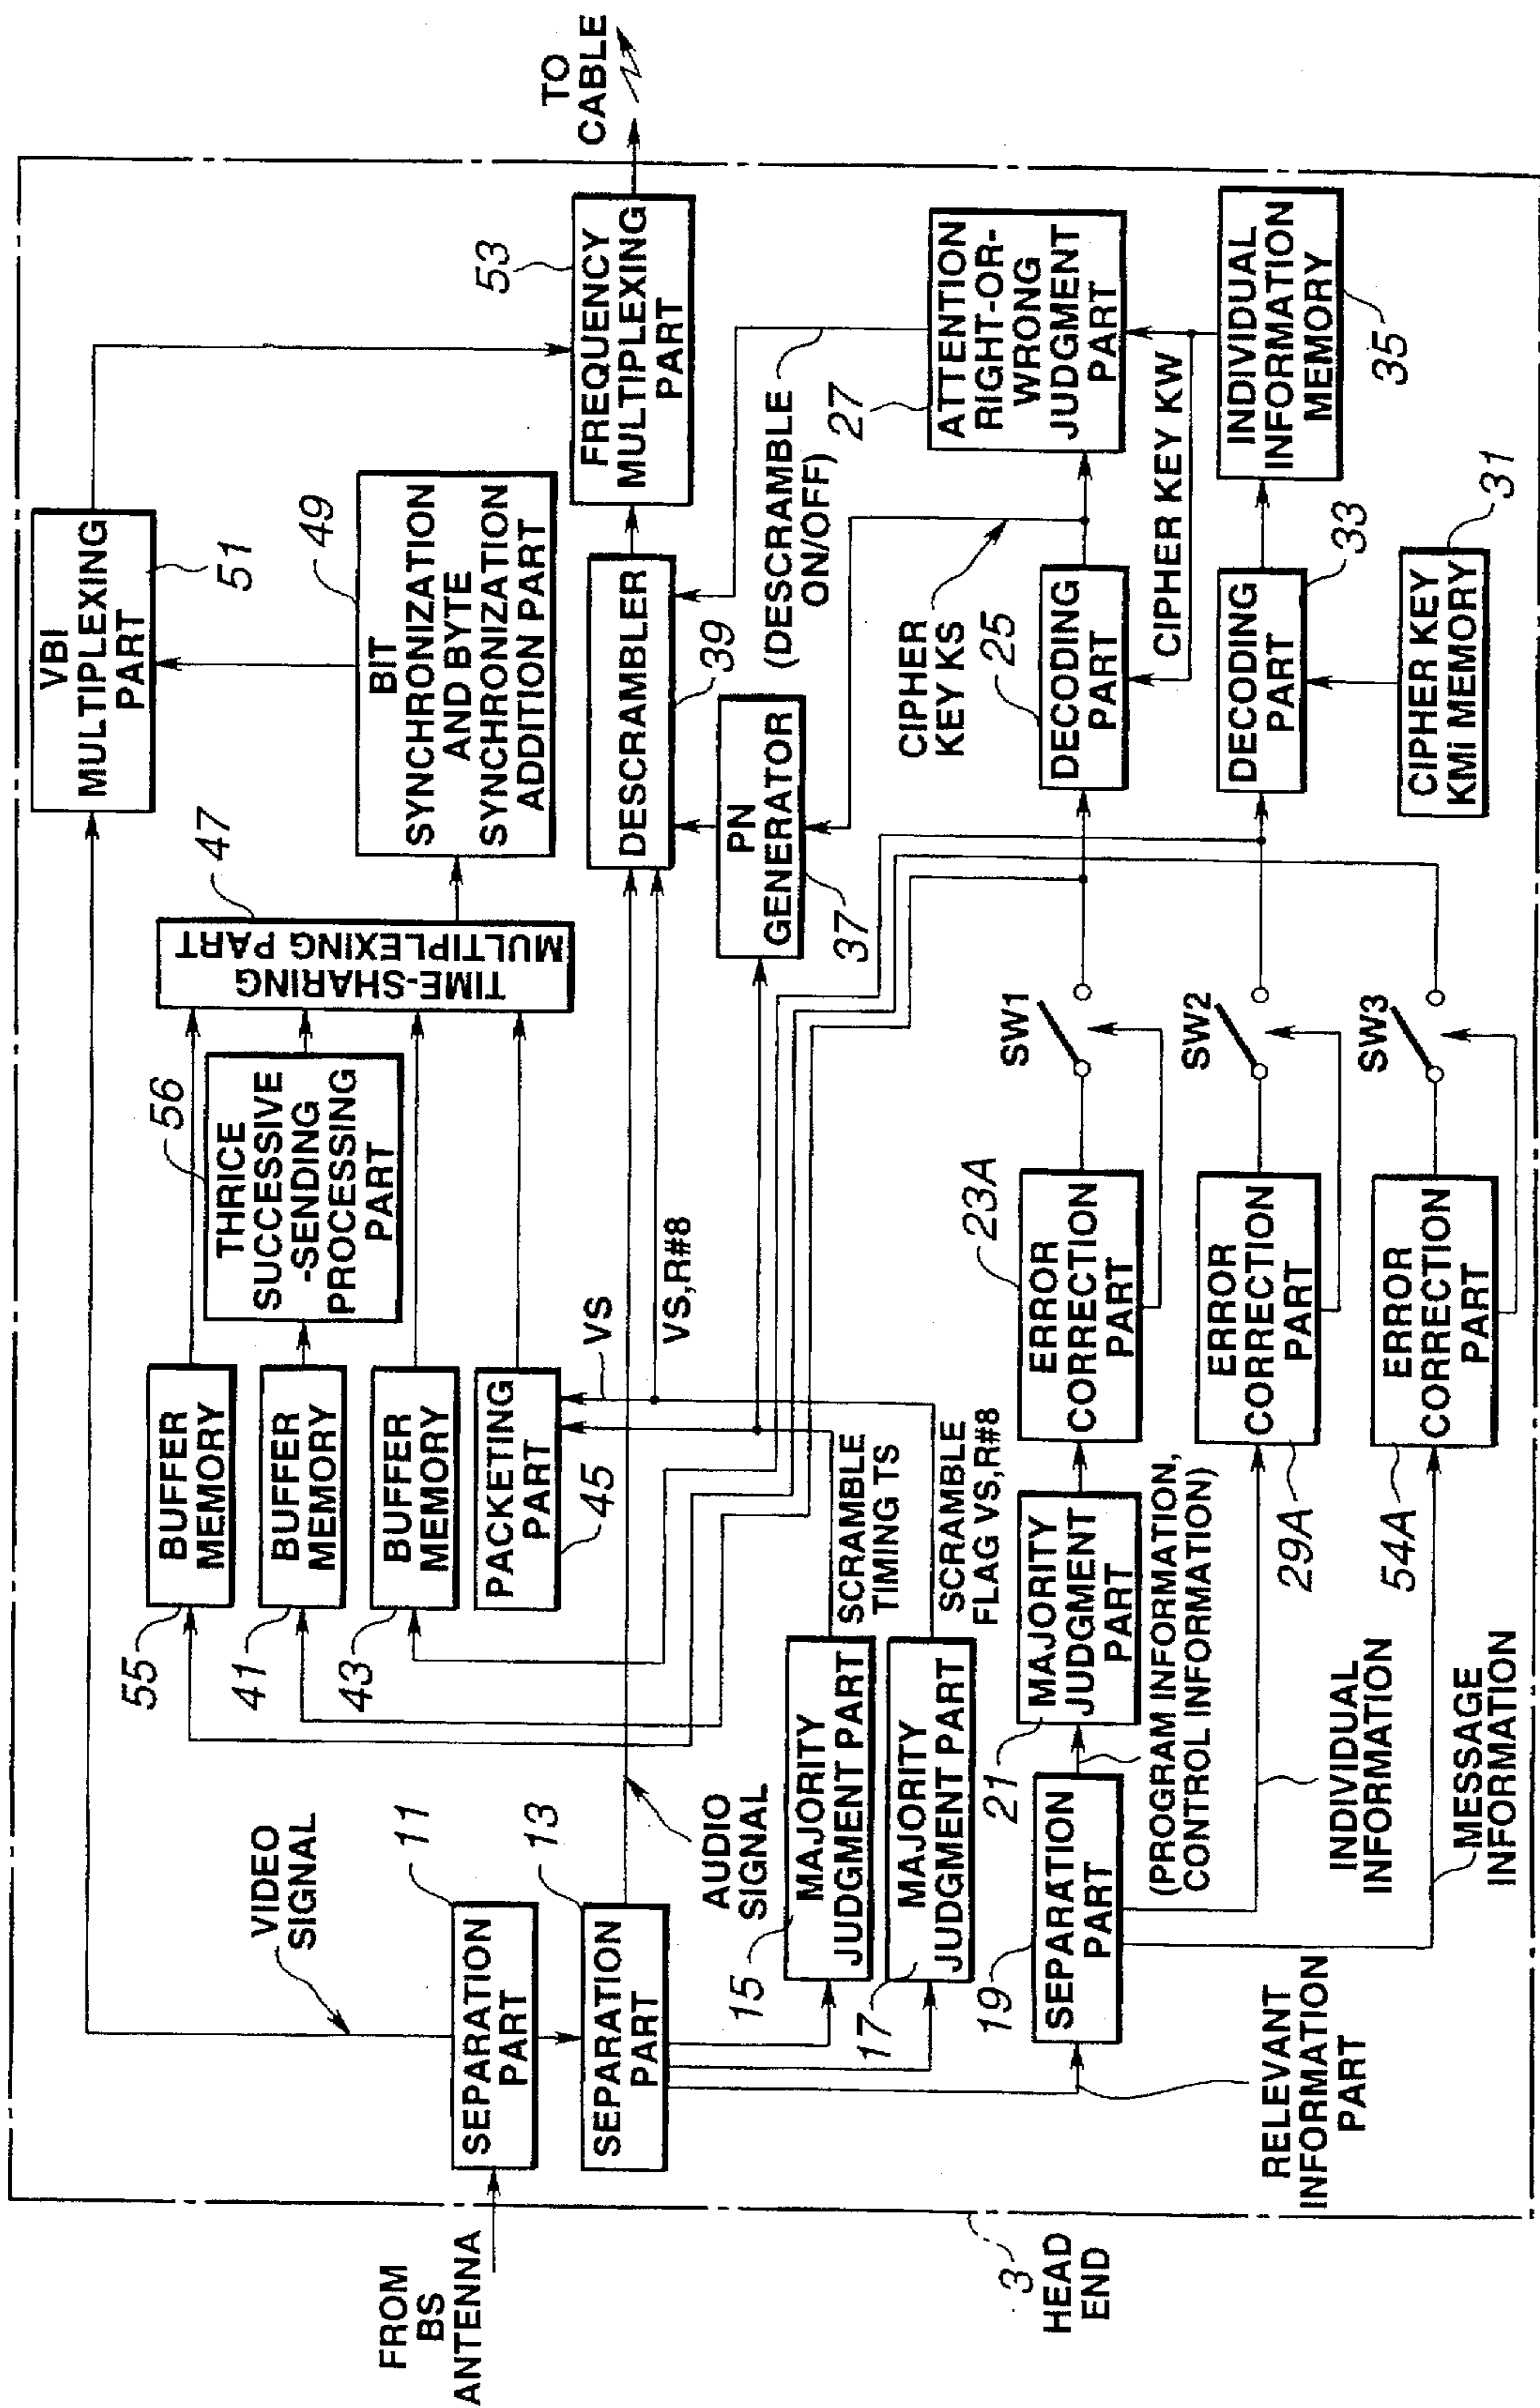 FROM
BS
ANTENNA
3
HEAD
END
VIDEO
SIGNAL
11
SEPARATION
PART
13
SEPARATION
PART
AUDIO
SIGNAL
15
MAJORITY
JUDGMENT PART
17
MAJORITY
JUDGMENT PART
SCRAMBLE
TIMING TS
SCRAMBLE
FLAG VS,R#8
19
SEPARATION
PART
RELEVANT
INFORMATION
PART
21
MAJORITY
JUDGMENT
PART
(PROGRAM INFORMATION,
CONTROL INFORMATION)
INDIVIDUAL
INFORMATION
MESSAGE
INFORMATION
55
BUFFER
MEMORY
41
BUFFER
MEMORY
43
BUFFER
MEMORY
PACKETING
PART
45
VS
VS,R#8
56
THRICE
SUCCESSIVE
-SENDING
PROCESSING
PART
47
TIME-SHARING
MULTIPLEXING PART
23A
ERROR
CORRECTION
PART
ERROR
CORRECTION
PART
29A
ERROR
CORRECTION
PART
54A
SW1
SW2
SW3
VBI
MULTIPLEXING
PART
51
49
BIT
SYNCHRONIZATION
AND BYTE
SYNCHRONIZATION
ADDITION PART
DESCRAMBLER
39
PN
GENERATOR
37
CIPHER
KEY KS
(DESCRAMBLE
ON/OFF)
25
DECODING
PART
CIPHER KEY KW
DECODING
PART
33
CIPHER KEY
KMi MEMORY
31
53
FREQUENCY
MULTIPLEXING
PART
27
ATTENTION
RIGHT-OR-
WRONG
JUDGMENT
PART
INDIVIDUAL
INFORMATION
MEMORY
35
TO
CABLE